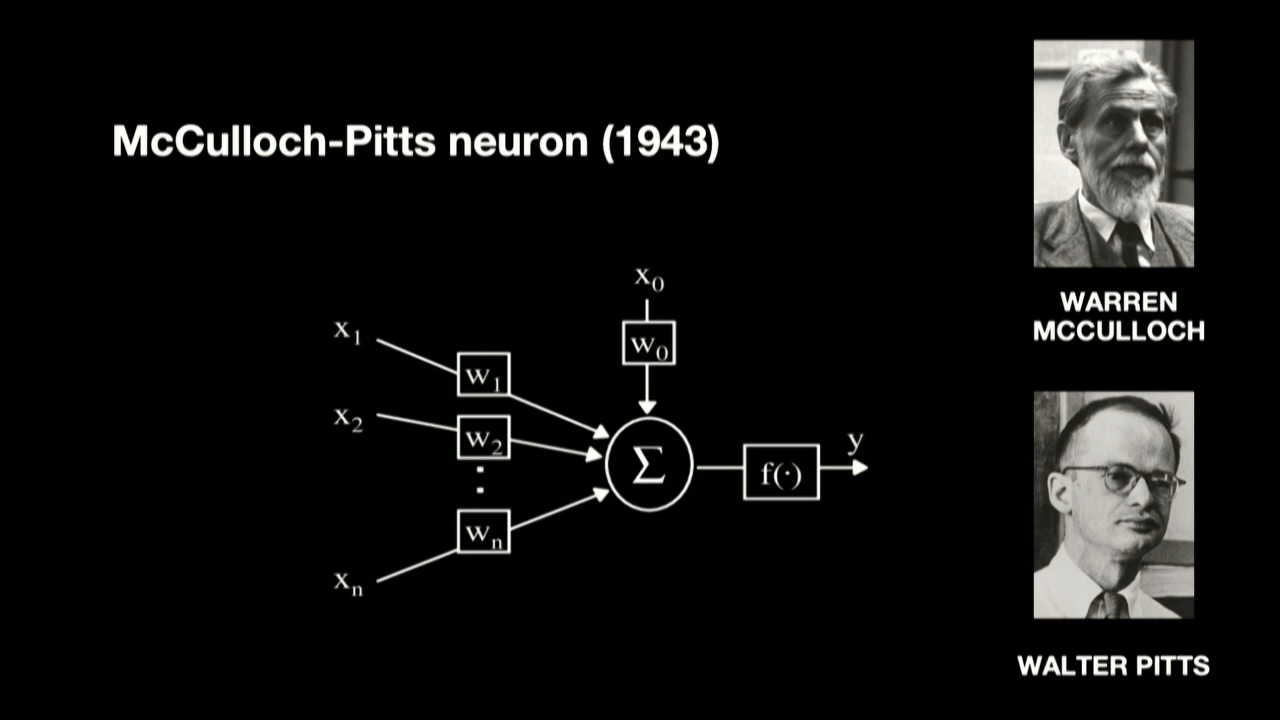 McCulloch-Pitts neuron (1943)
x₀
w₀
x₁
w₁
x₂
w₂
⋮
wₙ
xₙ
Σ
f(·)
y
WARREN
MCCULLOCH
WALTER PITTS